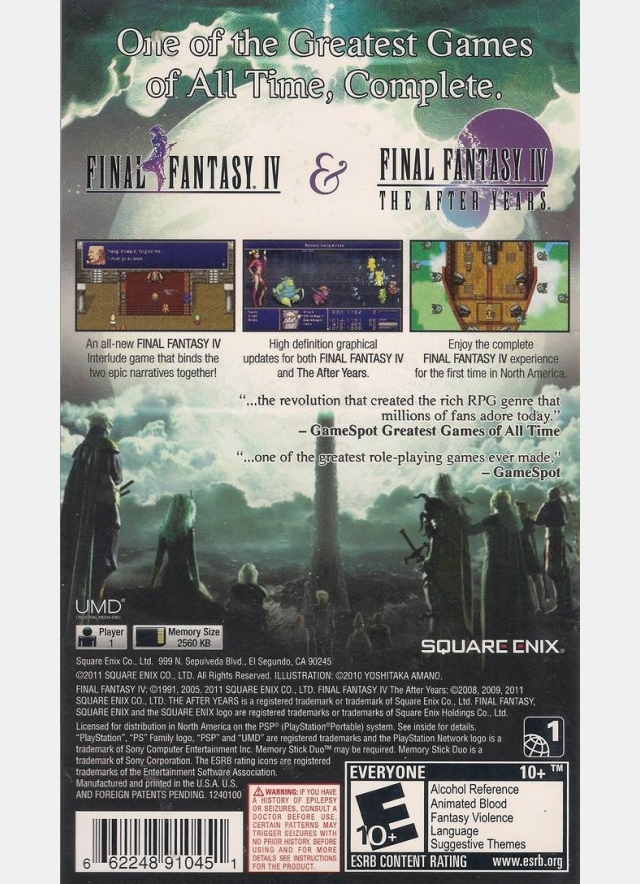 One of the Greatest Games
of All Time, Complete.
FINAL FANTASY. IV
&
FINAL FANTASY. IV
THE AFTER YEARS.
An all-new FINAL FANTASY IV
Interlude game that binds the
two epic narratives together!
High definition graphical
updates for both FINAL FANTASY IV
and The After Years.
Enjoy the complete
FINAL FANTASY IV experience
for the first time in North America.
“...the revolution that created the rich RPG genre that
millions of fans adore today.”
– GameSpot Greatest Games of All Time
“...one of the greatest role-playing games ever made.”
– GameSpot
UMD®
UNIVERSAL MEDIA DISC
Player
1
Memory Size
2560 KB
SQUARE ENIX®
Square Enix Co., Ltd. 999 N. Sepulveda Blvd., El Segundo, CA 90245
©2011 SQUARE ENIX CO., LTD. All Rights Reserved. ILLUSTRATION: ©2010 YOSHITAKA AMANO.
FINAL FANTASY IV: ©1991, 2005, 2011 SQUARE ENIX CO., LTD. FINAL FANTASY IV The After Years: ©2008, 2009, 2011
SQUARE ENIX CO., LTD. THE AFTER YEARS is a registered trademark or trademark of Square Enix Co., Ltd. FINAL FANTASY,
SQUARE ENIX and the SQUARE ENIX logo are registered trademarks or trademarks of Square Enix Holdings Co., Ltd.
Licensed for distribution in North America on the PSP® (PlayStation®Portable) system. See inside for details.
“PlayStation”, “PS” Family logo, “PSP” and “UMD” are registered trademarks and the PlayStation Network logo is a
trademark of Sony Computer Entertainment Inc. Memory Stick Duo™ may be required. Memory Stick Duo is a
trademark of Sony Corporation. The ESRB rating icons are registered
trademarks of the Entertainment Software Association.
Manufactured and printed in the U.S.A. U.S.
AND FOREIGN PATENTS PENDING. 1240100
1
WARNING: IF YOU HAVE
A HISTORY OF EPILEPSY
OR SEIZURES, CONSULT A
DOCTOR BEFORE USE.
CERTAIN PATTERNS MAY
TRIGGER SEIZURES WITH
NO PRIOR HISTORY. BEFORE
USING AND FOR MORE
DETAILS SEE INSTRUCTIONS
FOR THE PRODUCT.
EVERYONE 10+ ™
E
10+
Alcohol Reference
Animated Blood
Fantasy Violence
Language
Suggestive Themes
ESRB CONTENT RATING www.esrb.org
6 62248 91045 1